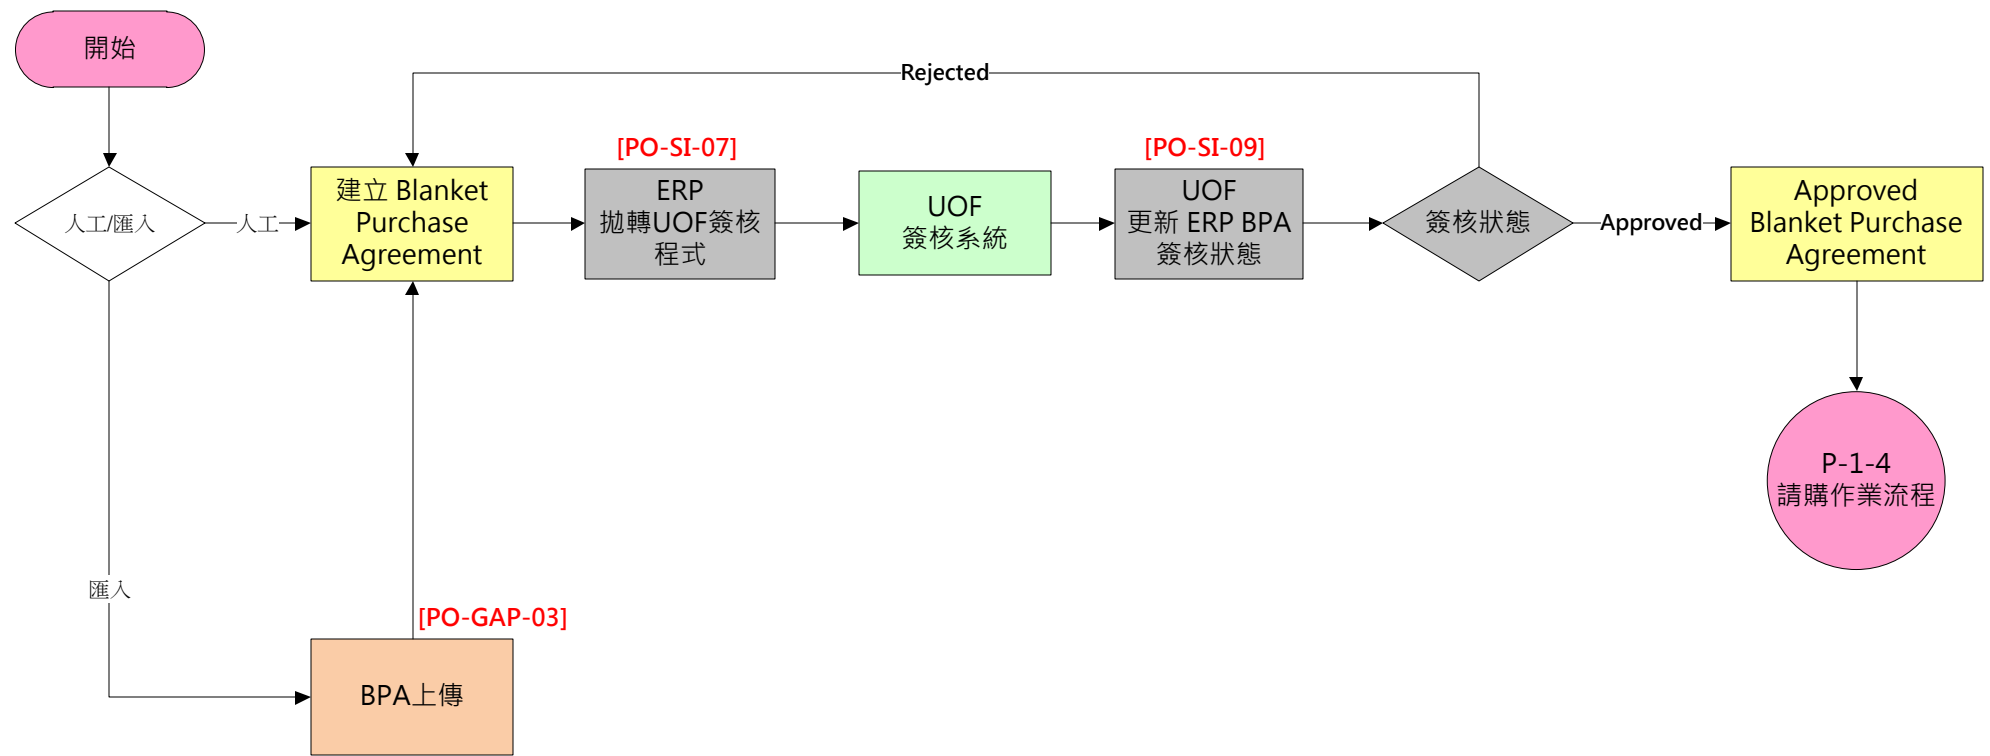 開始
Rejected
[PO-SI-07]
[PO-SI-09]
人工/匯入
人工
建立 Blanket
Purchase
Agreement
ERP
拋轉UOF簽核
程式
UOF
簽核系統
UOF
更新 ERP BPA
簽核狀態
簽核狀態
Approved
Approved
Blanket Purchase
Agreement
P-1-4
請購作業流程
匯入
[PO-GAP-03]
BPA上傳